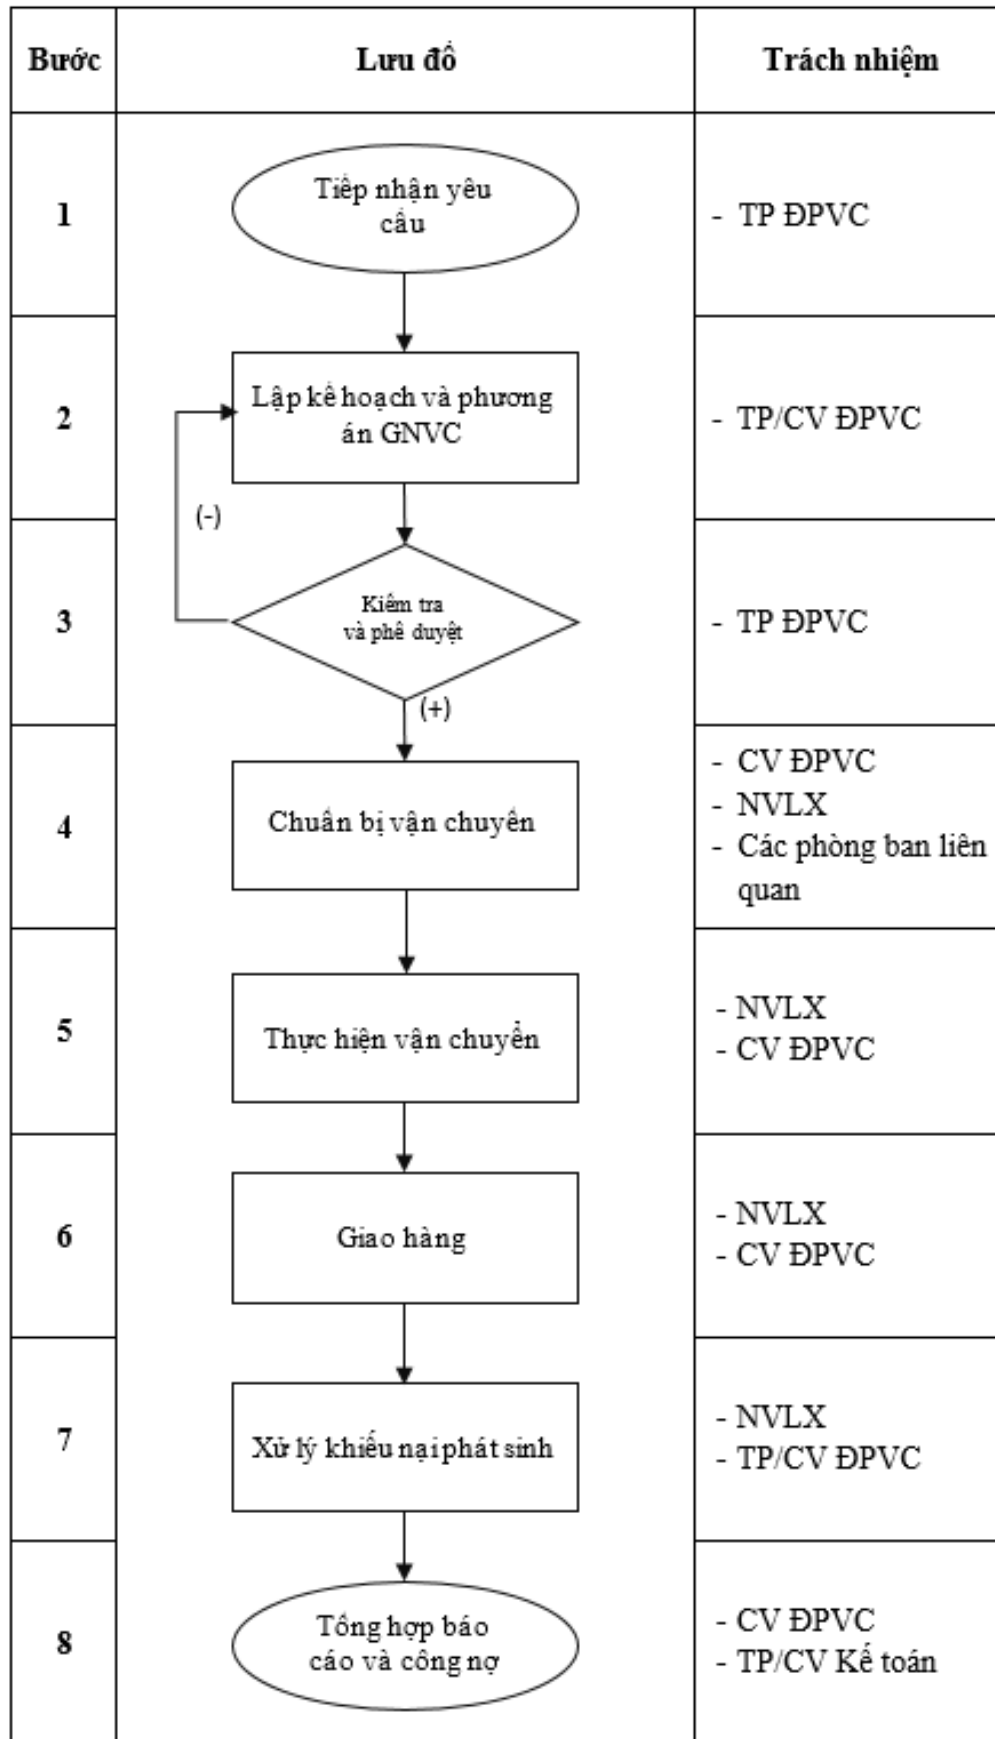 Bước Lưu đồ Trách nhiệm
1
Tiếp nhận yêu
cầu
- TP ĐPVC
2
Lập kế hoạch và phương
án GNVC
- TP/CV ĐPVC
(-)
3
Kiểm tra
và phê duyệt
- TP ĐPVC
(+)
4
Chuẩn bị vận chuyển
- CV ĐPVC
- NVLX
- Các phòng ban liên
quan
5
Thực hiện vận chuyển
- NVLX
- CV ĐPVC
6
Giao hàng
- NVLX
- CV ĐPVC
7
Xử lý khiếu nại phát sinh
- NVLX
- TP/CV ĐPVC
8
Tổng hợp báo
cáo và công nợ
- CV ĐPVC
- TP/CV Kế toán